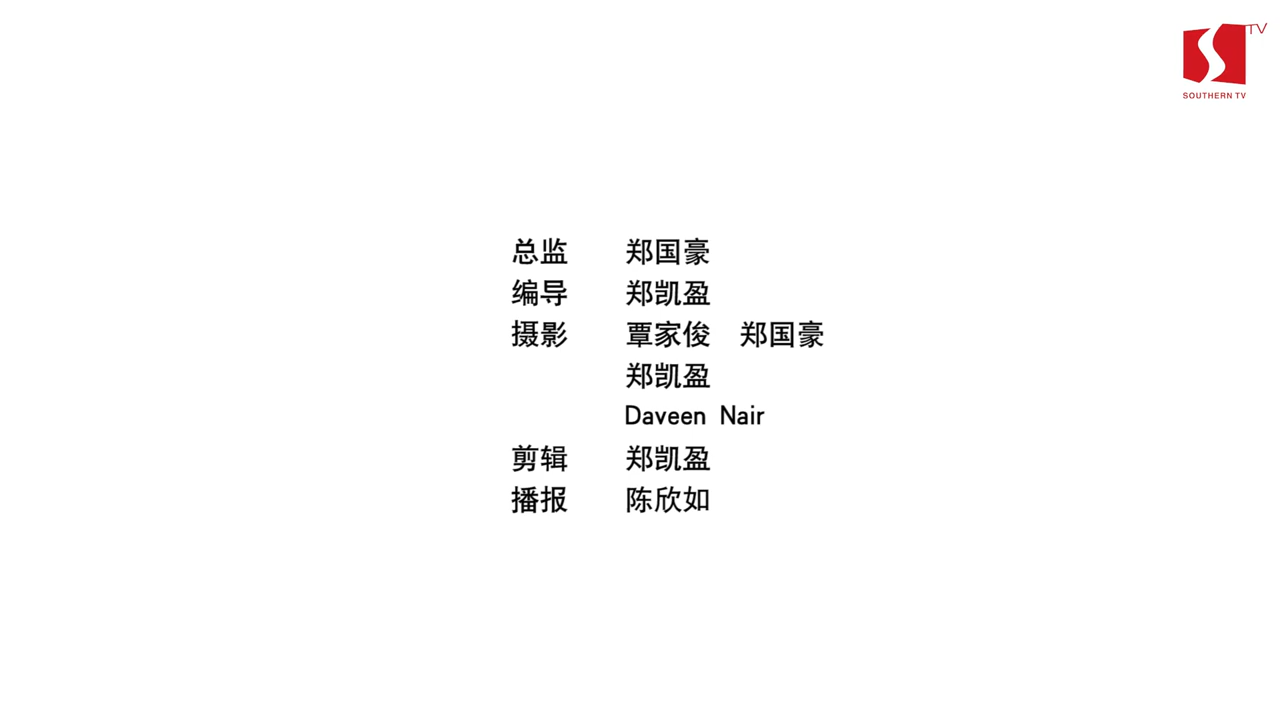 TV
SOUTHERN TV
总监 郑国豪
编导 郑凯盈
摄影 覃家俊 郑国豪
郑凯盈
Daveen Nair
剪辑 郑凯盈
播报 陈欣如